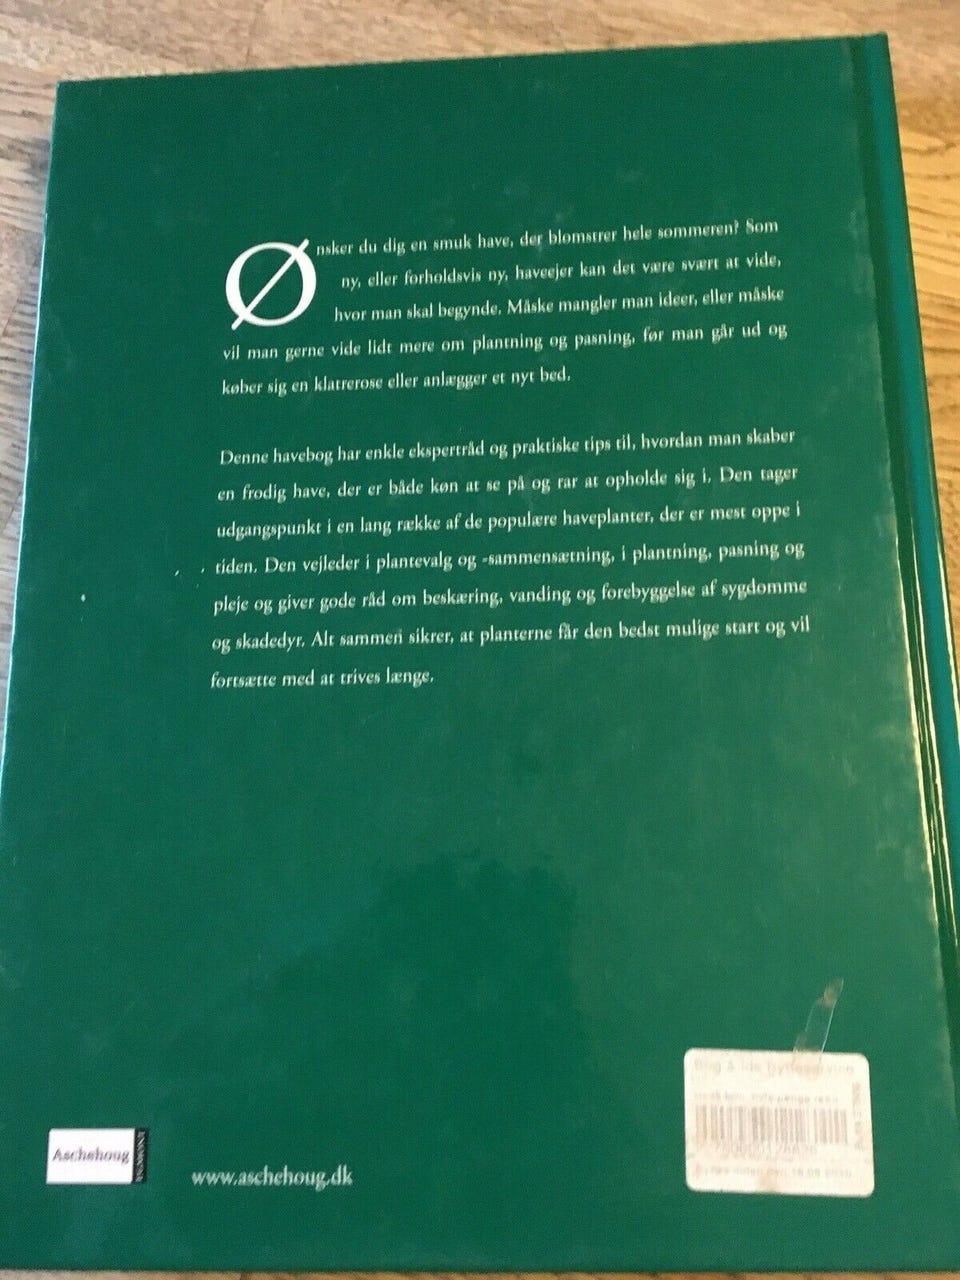 Ønsker du dig en smuk have, der blomstrer hele sommeren? Som
ny, eller forholdsvis ny, haveejer kan det være svært at vide,
hvor man skal begynde. Måske mangler man ideer, eller måske
vil man gerne vide lidt mere om plantning og pasning, før man går ud og
køber sig en klatrerose eller anlægger et nyt bed.
Denne havebog har enkle ekspertråd og praktiske tips til, hvordan man skaber
en frodig have, der er både køn at se på og rar at opholde sig i. Den tager
udgangspunkt i en lang række af de populære haveplanter, der er mest oppe i
tiden. Den vejleder i plantevalg og -sammensætning, i plantning, pasning og
pleje og giver gode råd om beskæring, vanding og forebyggelse af sygdomme
og skadedyr. Alt sammen sikrer, at planterne får den bedst mulige start og vil
fortsætte med at trives længe.
Aschehoug
www.aschehoug.dk
Bog & ide